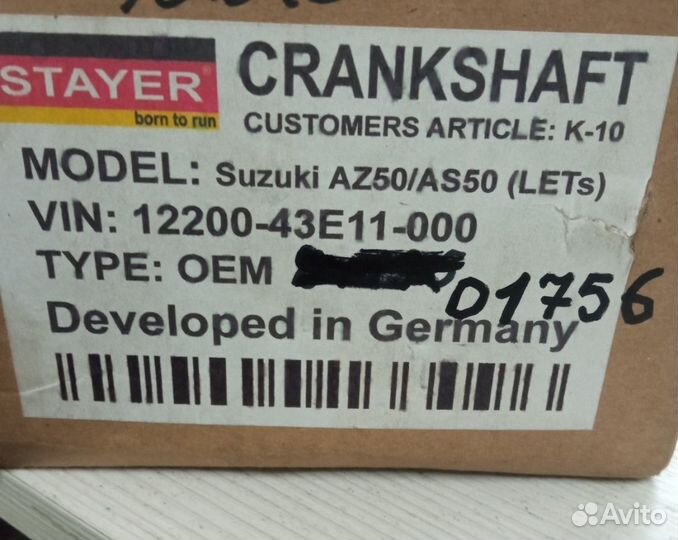 STAYER®
born to run
CRANKSHAFT
CUSTOMERS ARTICLE: K-10
MODEL: Suzuki AZ50/AS50 (LETs)
VIN: 12200-43E11-000
TYPE: OEM
01756
Developed in Germany
Avito